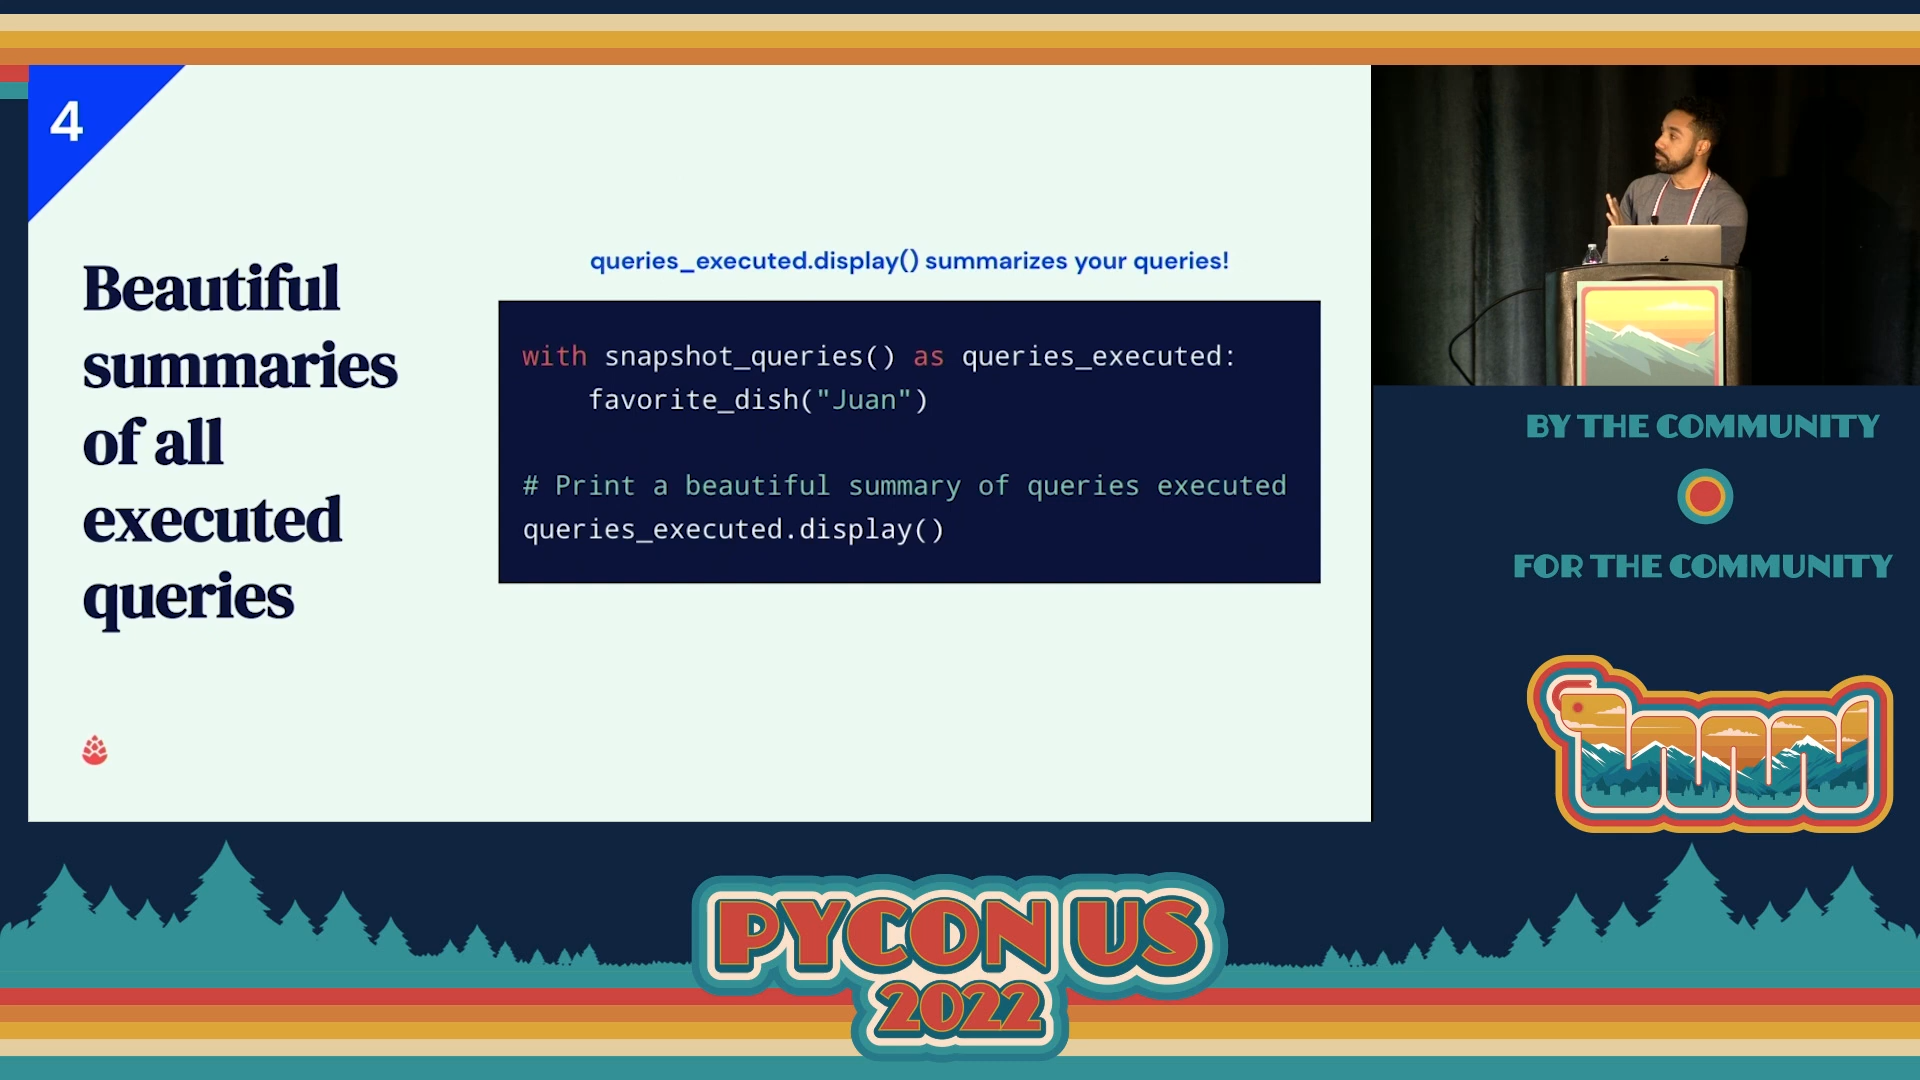 4
Beautiful
summaries
of all
executed
queries
queries_executed.display() summarizes your queries!
with snapshot_queries() as queries_executed:
    favorite_dish("Juan")
# Print a beautiful summary of queries executed
queries_executed.display()
BY THE COMMUNITY
FOR THE COMMUNITY
PYCON US
2022